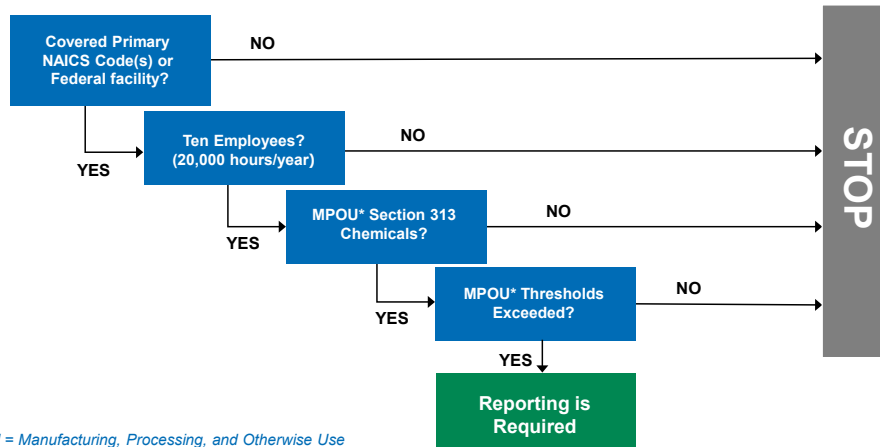 Covered Primary
NAICS Code(s) or
Federal facility?
NO
YES
Ten Employees?
(20,000 hours/year)
NO
YES
MPOU* Section 313
Chemicals?
NO
YES
MPOU* Thresholds
Exceeded?
NO
YES
Reporting is
Required
STOP
= Manufacturing, Processing, and Otherwise Use